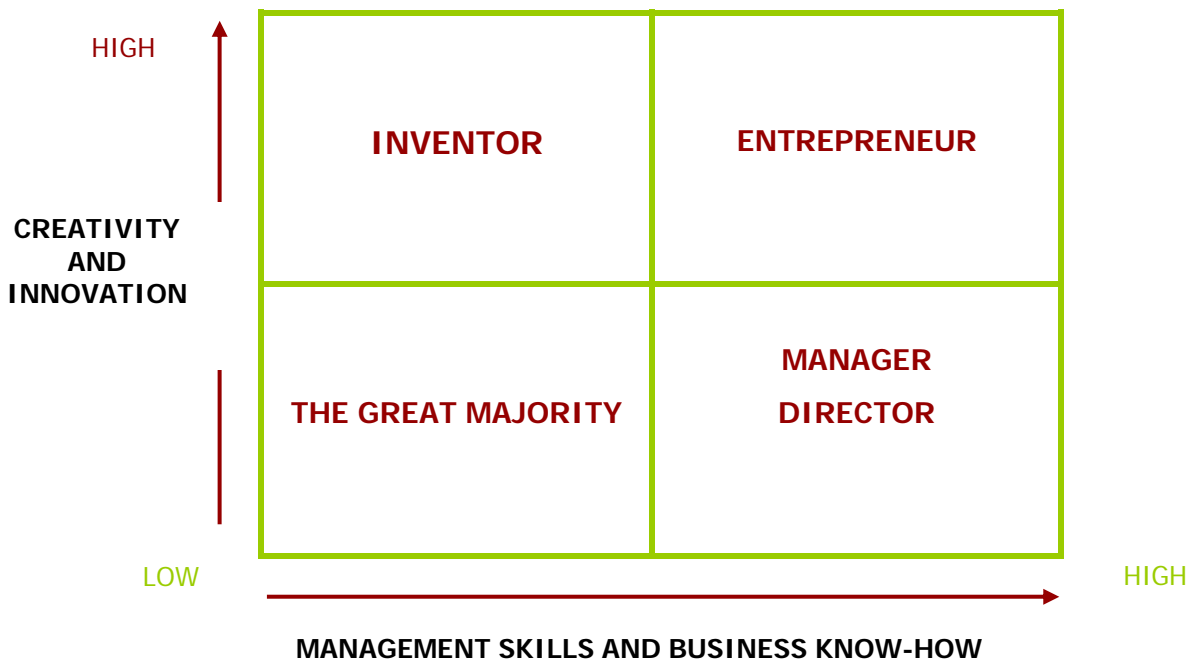 HIGH
INVENTOR
ENTREPRENEUR
CREATIVITY
AND
INNOVATION
THE GREAT MAJORITY
MANAGER
DIRECTOR
LOW
HIGH
MANAGEMENT SKILLS AND BUSINESS KNOW-HOW